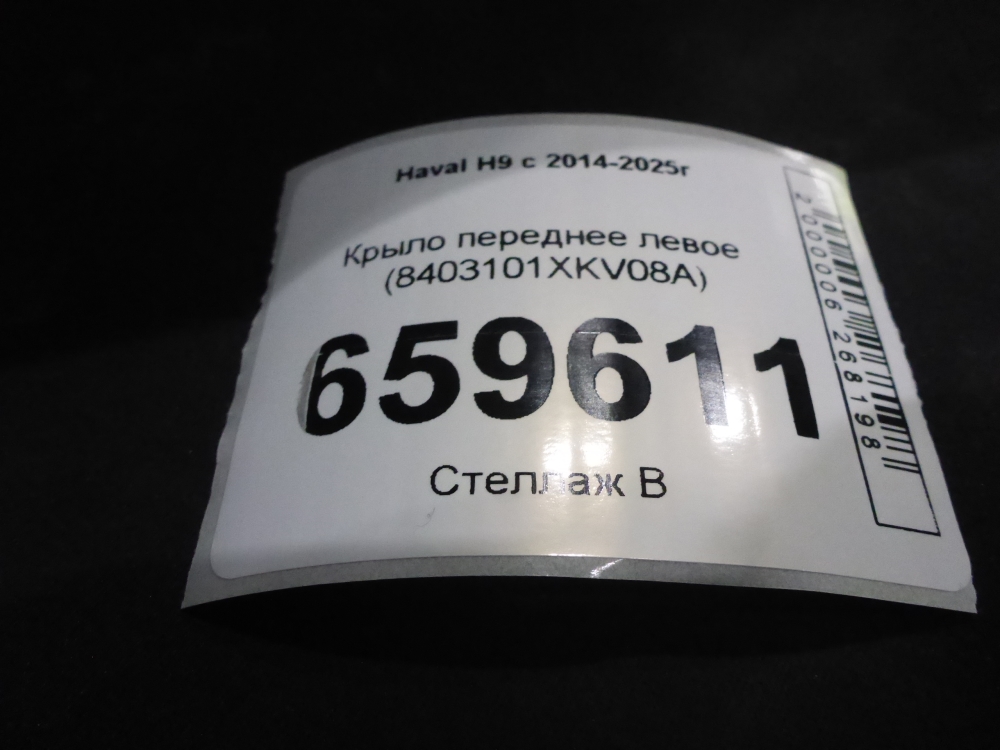 Haval H9 с 2014-2025г
Крыло переднее левое
(8403101XKV08A)
659611
Стеллаж В
2000006268198